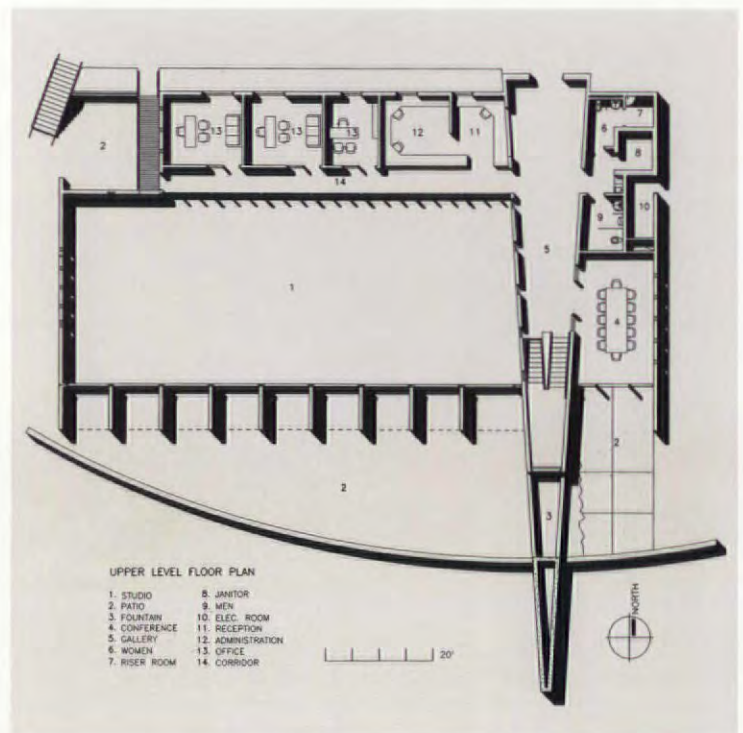 2
13
13
13
12
11
6
7
8
14
9
10
5
1
4
2
2
3
UPPER LEVEL FLOOR PLAN
1. STUDIO
2. PATIO
3. FOUNTAIN
4. CONFERENCE
5. GALLERY
6. WOMEN
7. RISER ROOM
8. JANITOR
9. MEN
10. ELEC. ROOM
11. RECEPTION
12. ADMINISTRATION
13. OFFICE
14. CORRIDOR
20'
NORTH